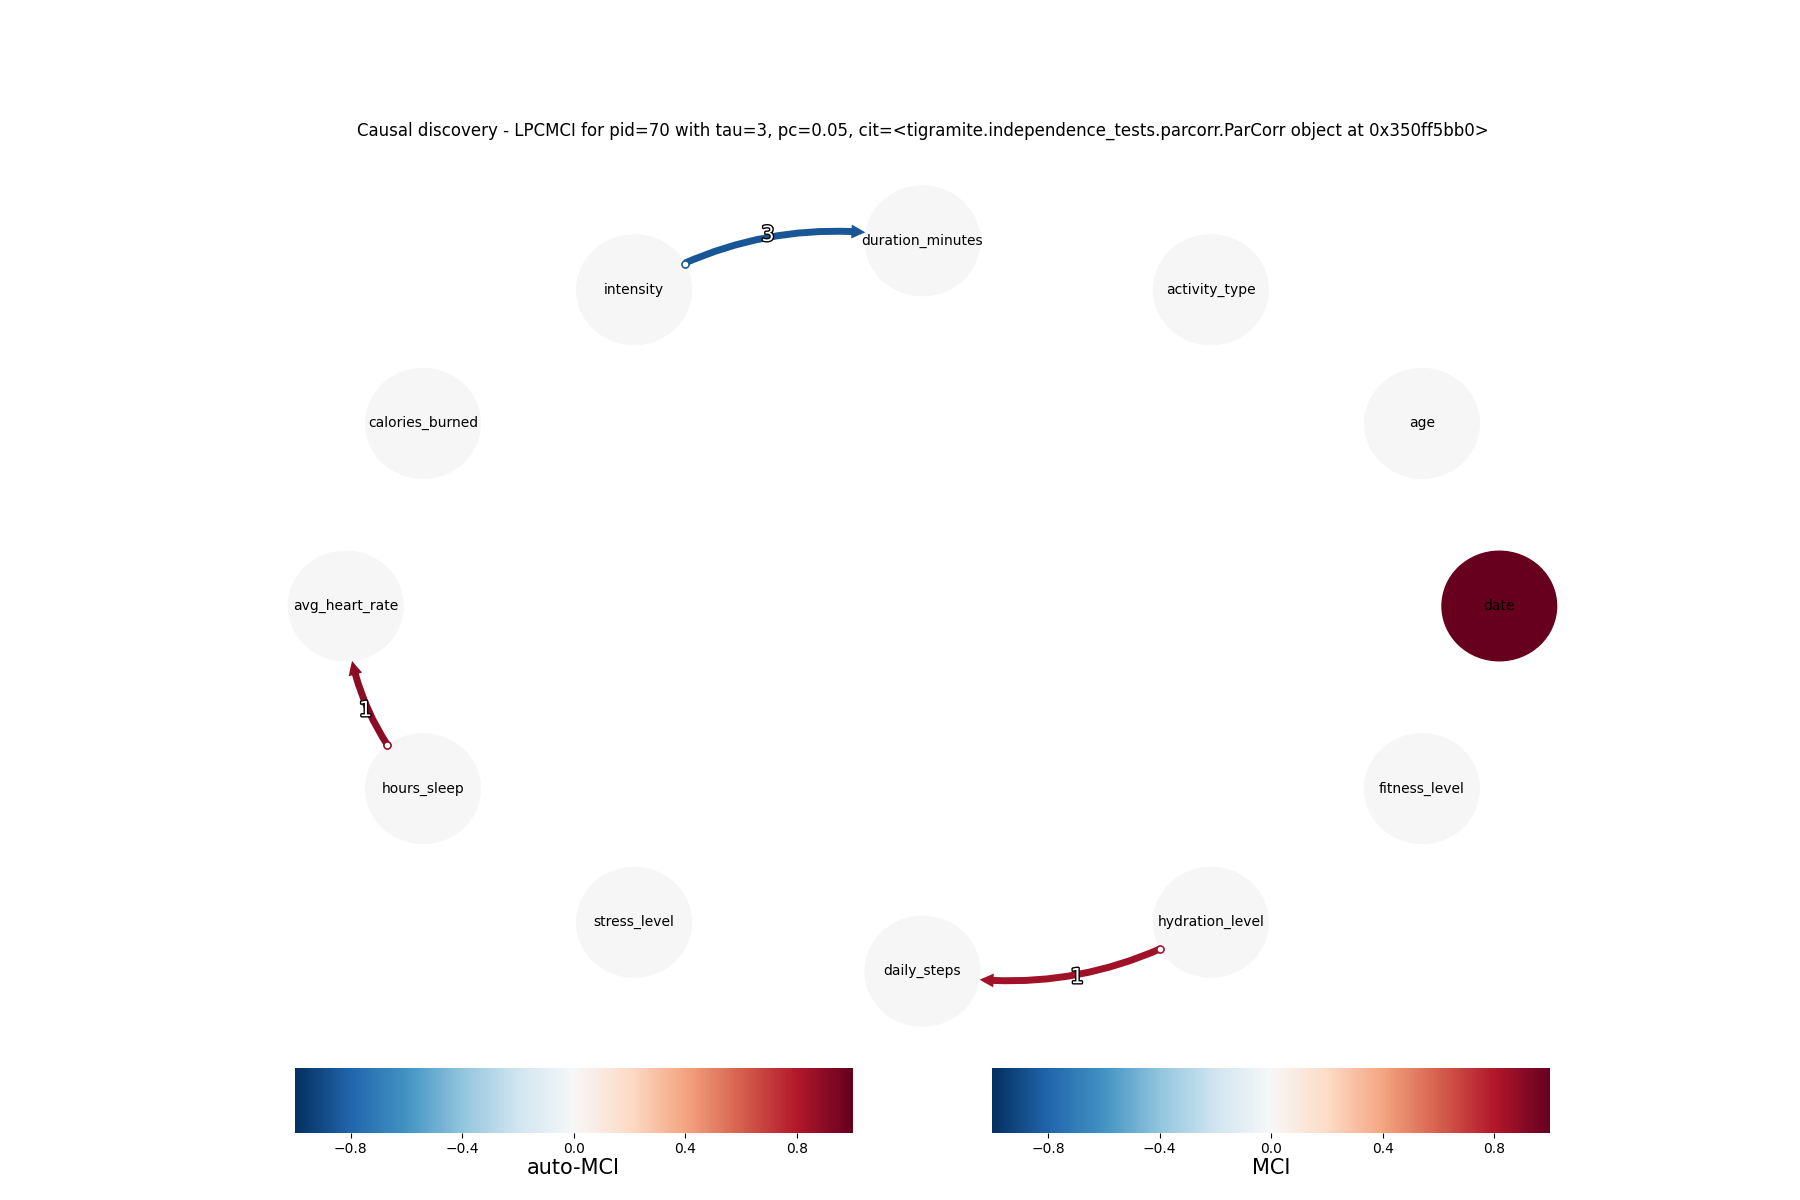 Causal discovery - LPCMCI for pid=70 with tau=3, pc=0.05, cit=<tigramite.independence_tests.parcorr.ParCorr object at 0x350ff5bb0>
3
duration_minutes
intensity
activity_type
calories_burned
age
avg_heart_rate
date
1
hours_sleep
fitness_level
stress_level
hydration_level
daily_steps
1
−0.8 −0.4 0.0 0.4 0.8
auto-MCI
−0.8 −0.4 0.0 0.4 0.8
MCI